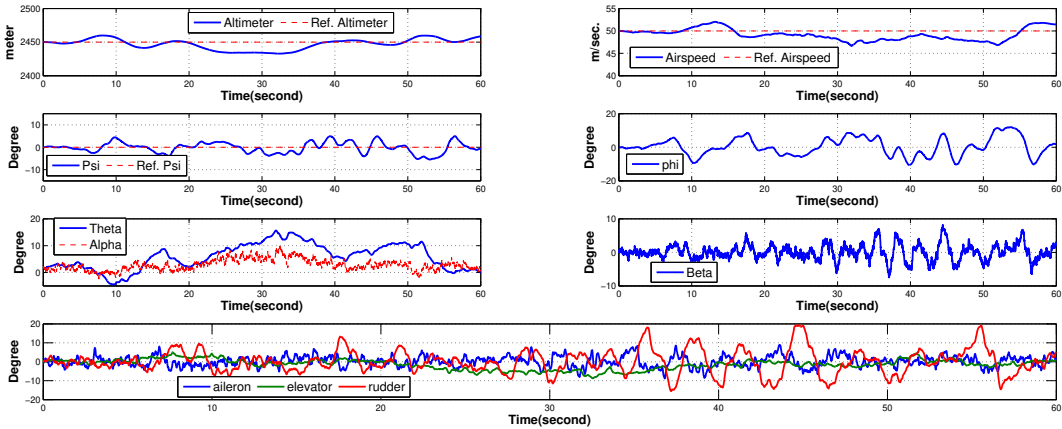 2500
2450
2400
meter
Altimeter
Ref. Altimeter
0
10
20
30
40
50
60
Time(second)
55
50
45
40
m/sec.
Airspeed
Ref. Airspeed
0
10
20
30
40
50
60
Time(second)
10
0
-10
Degree
Psi
Ref. Psi
0
10
20
30
40
50
60
Time(second)
20
0
-20
Degree
phi
0
10
20
30
40
50
60
Time(second)
20
10
0
Degree
Theta
Alpha
0
10
20
30
40
50
60
Time(second)
10
0
-10
Degree
Beta
0
10
20
30
40
50
60
Time(second)
20
10
0
-10
-20
Degree
aileron
elevator
rudder
0
10
20
30
40
50
60
Time(second)